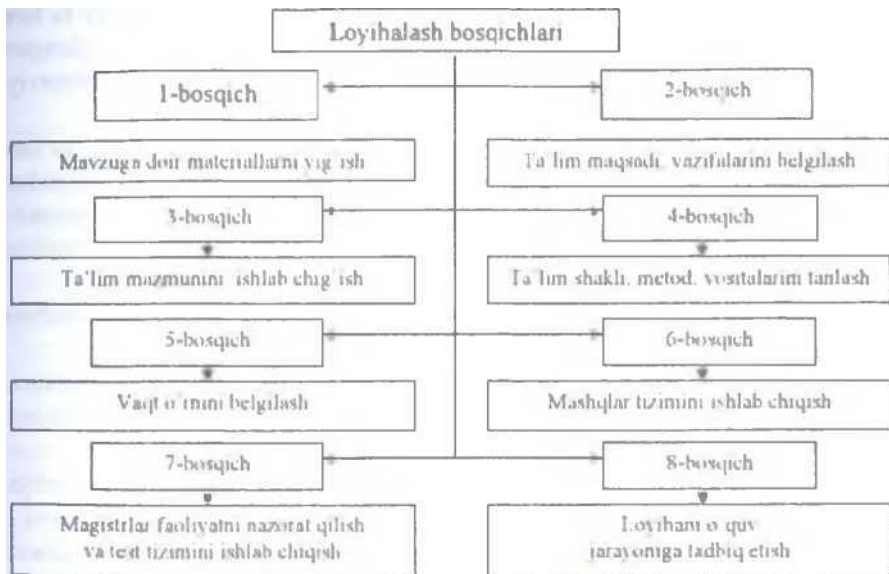 Loyihalash bosqichlari
1-bosqich
2-bosqich
Mavzuga doir materiallarni yig ish
Ta'lim maqsadi, vazifalarini belgilash
3-bosqich
4-bosqich
Ta'lim mazmunini ishlab chig ish
Ta'lim shakli, metod, vositalarini tanlash
5-bosqich
6-bosqich
Vaqt o'rnini belgilash
Mashqlar tizimini ishlab chiqish
7-bosqich
8-bosqich
Magistrlar faoliyatni nazorat qilish
va test tizimini ishlab chiqish
Loyihani o quv
jarayoniga tadbiq etish